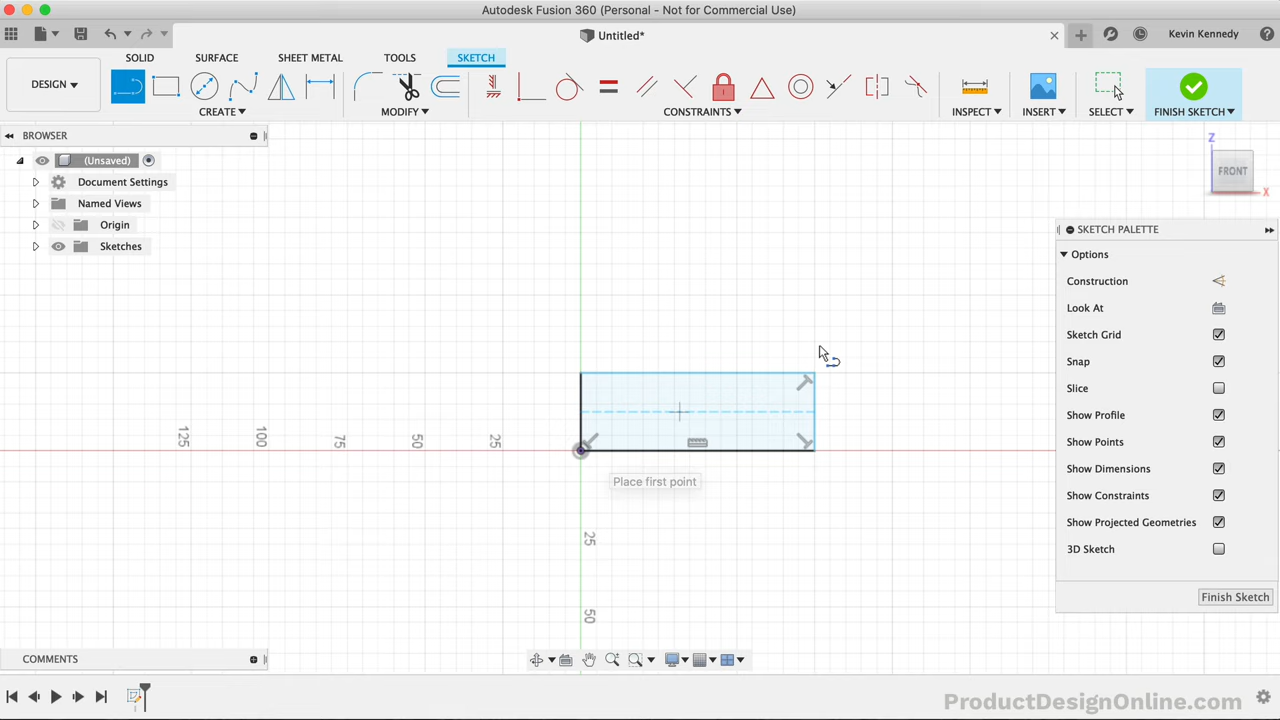 Autodesk Fusion 360 (Personal - Not for Commercial Use)
Untitled*
Kevin Kennedy
DESIGN
SOLID
SURFACE
SHEET METAL
TOOLS
SKETCH
CREATE
MODIFY
CONSTRAINTS
INSPECT
INSERT
SELECT
FINISH SKETCH
BROWSER
(Unsaved)
Document Settings
Named Views
Origin
Sketches
Z
FRONT
X
SKETCH PALETTE
Options
Construction
Look At
Sketch Grid
Snap
Slice
Show Profile
Show Points
Show Dimensions
Show Constraints
Show Projected Geometries
3D Sketch
Finish Sketch
125
100
75
50
25
Place first point
25
50
COMMENTS
ProductDesignOnline.com